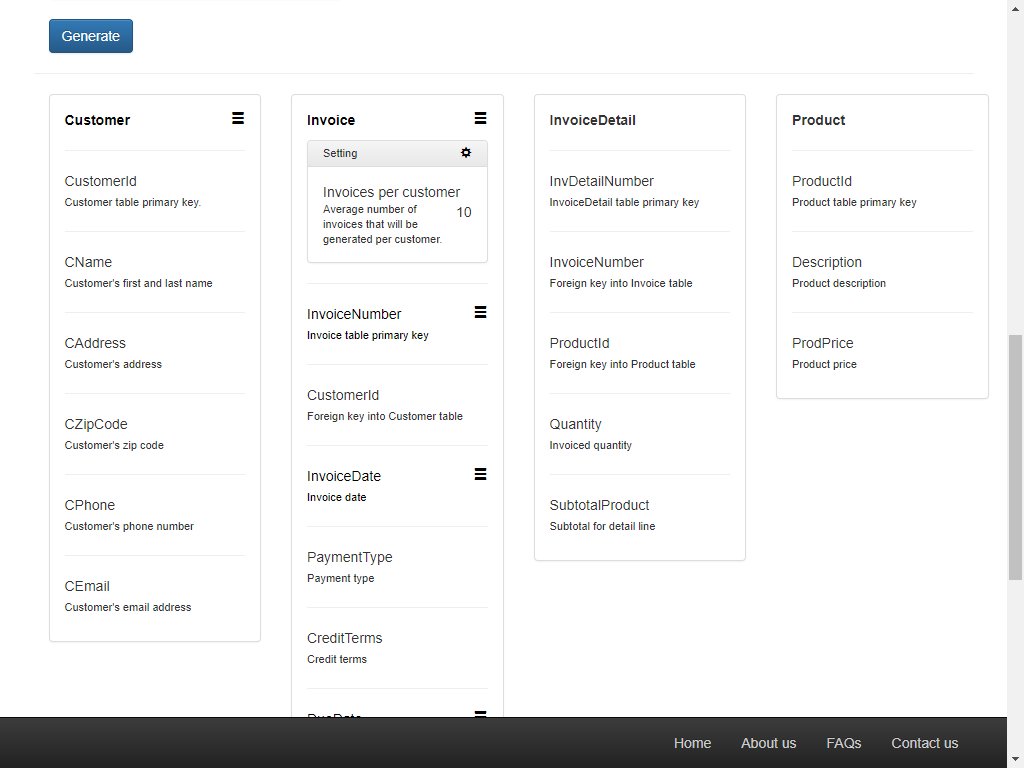 Generate
Customer
CustomerId
Customer table primary key.
CName
Customer's first and last name
CAddress
Customer's address
CZipCode
Customer's zip code
CPhone
Customer's phone number
CEmail
Customer's email address
Invoice
Setting
Invoices per customer
Average number of
invoices that will be
generated per customer.
10
InvoiceNumber
Invoice table primary key
CustomerId
Foreign key into Customer table
InvoiceDate
Invoice date
PaymentType
Payment type
CreditTerms
Credit terms
DueDate
InvoiceDetail
InvDetailNumber
InvoiceDetail table primary key
InvoiceNumber
Foreign key into Invoice table
ProductId
Foreign key into Product table
Quantity
Invoiced quantity
SubtotalProduct
Subtotal for detail line
Product
ProductId
Product table primary key
Description
Product description
ProdPrice
Product price
Home About us FAQs Contact us